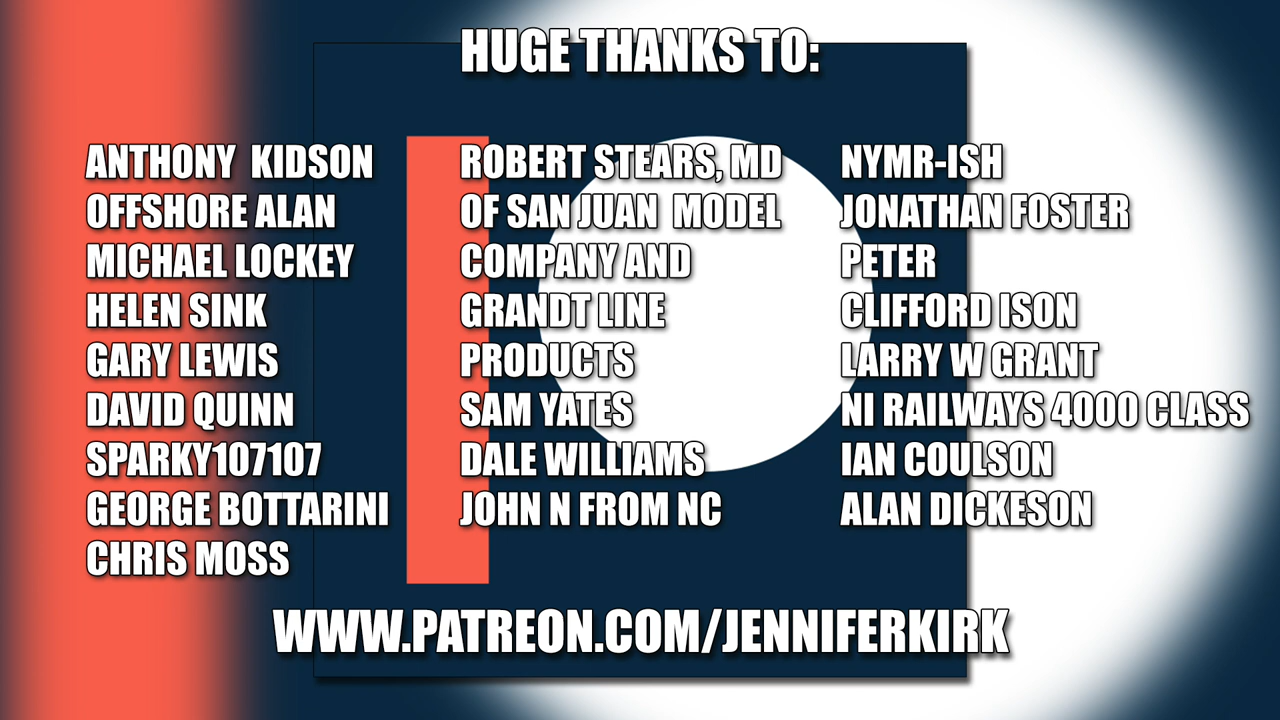 HUGE THANKS TO:
ANTHONY  KIDSON
OFFSHORE ALAN
MICHAEL LOCKEY
HELEN SINK
GARY LEWIS
DAVID QUINN
SPARKY107107
GEORGE BOTTARINI
CHRIS MOSS
ROBERT STEARS, MD
OF SAN JUAN  MODEL
COMPANY AND
GRANDT LINE
PRODUCTS
SAM YATES
DALE WILLIAMS
JOHN N FROM NC
NYMR-ISH
JONATHAN FOSTER
PETER
CLIFFORD ISON
LARRY W GRANT
NI RAILWAYS 4000 CLASS
IAN COULSON
ALAN DICKESON
WWW.PATREON.COM/JENNIFERKIRK